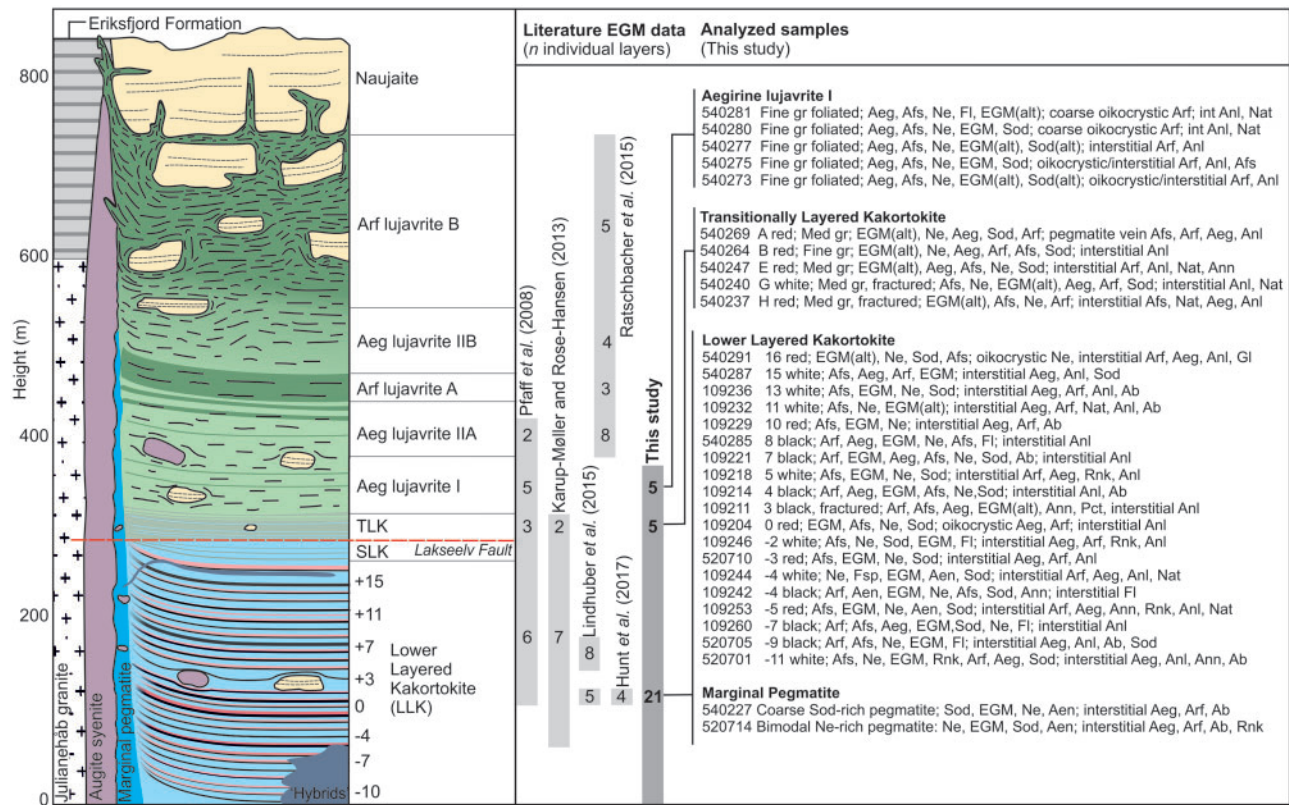 Eriksfjord Formation
Height (m)
800
600
400
200
0
Julianehab granite
Augite syenite
Marginal pegmatite
Naujaite
Arf lujavrite B
Aeg lujavrite IIB
Arf lujavrite A
Aeg lujavrite IIA
Aeg lujavrite I
TLK
SLK
Lakseelv Fault
+15
+11
+7
+3
0
-4
-7
-10
Lower
Layered
Kakortokite
(LLK)
Hybrids
Literature EGM data
(n individual layers)
Pfaff et al. (2008)
2
5
3
6
Karup-Møller and Rose-Hansen (2013)
2
7
Lindhuber et al. (2015)
8
5
Ratschbacher et al. (2015)
5
4
3
8
Hunt et al. (2017)
4
This study
5
5
21
Analyzed samples
(This study)
Aegirine lujavrite I
540281 Fine gr foliated; Aeg, Afs, Ne, Fl, EGM(alt); coarse oikocrystic Arf; int Anl, Nat
540280 Fine gr foliated; Aeg, Afs, Ne, EGM, Sod; coarse oikocrystic Arf; int Anl, Nat
540277 Fine gr foliated; Aeg, Afs, Ne, EGM(alt), Sod(alt); interstitial Arf, Anl
540275 Fine gr foliated; Aeg, Afs, Ne, EGM, Sod; oikocrystic/interstitial Arf, Anl, Afs
540273 Fine gr foliated; Aeg, Afs, Ne, EGM(alt), Sod(alt); oikocrystic/interstitial Arf, Anl
Transitionally Layered Kakortokite
540269 A red; Med gr; EGM(alt), Ne, Aeg, Sod, Arf; pegmatite vein Afs, Arf, Aeg, Anl
540264 B red; Fine gr; EGM(alt), Ne, Aeg, Arf, Afs, Sod; interstitial Anl
540247 E red; Med gr; EGM(alt), Aeg, Afs, Ne, Sod; interstitial Arf, Anl, Nat, Ann
540240 G white; Med gr, fractured; Afs, Ne, EGM(alt), Aeg, Arf, Sod; interstitial Anl, Nat
540237 H red; Med gr, fractured; EGM(alt), Afs, Ne, Arf; interstitial Afs, Nat, Aeg, Anl
Lower Layered Kakortokite
540291 16 red; EGM(alt), Ne, Sod, Afs; oikocrystic Ne, interstitial Arf, Aeg, Anl, Gl
540287 15 white; Afs, Aeg, Arf, EGM; interstitial Aeg, Anl, Sod
109236 13 white; Afs, EGM, Ne, Sod; interstitial Aeg, Arf, Anl, Ab
109232 11 white; Afs, Ne, EGM(alt); interstitial Aeg, Arf, Nat, Anl, Ab
109229 10 red; Afs, EGM, Ne; interstitial Aeg, Arf, Ab
540285 8 black; Arf, Aeg, EGM, Ne, Afs, Fl; interstitial Anl
109221 7 black; Arf, EGM, Aeg, Afs, Ne, Sod, Ab; interstitial Anl
109218 5 white; Afs, EGM, Ne, Sod; interstitial Arf, Aeg, Rnk, Anl
109214 4 black; Arf, Aeg, EGM, Afs, Ne,Sod; interstitial Anl, Ab
109211 3 black, fractured; Arf, Afs, Aeg, EGM(alt), Ann, Pct, interstitial Anl
109204 0 red; EGM, Afs, Ne, Sod; oikocrystic Aeg, Arf; interstitial Anl
109246 -2 white; Afs, Ne, Sod, EGM, Fl; interstitial Aeg, Arf, Rnk, Anl
520710 -3 red; Afs, EGM, Ne, Sod; interstitial Aeg, Arf, Anl
109244 -4 white; Ne, Fsp, EGM, Aen, Sod; interstitial Arf, Aeg, Anl, Nat
109242 -4 black; Arf, Aen, EGM, Ne, Afs, Sod, Ann; interstitial Fl
109253 -5 red; Afs, EGM, Ne, Aen, Sod; interstitial Arf, Aeg, Ann, Rnk, Anl, Nat
109260 -7 black; Arf; Afs, Aeg, EGM,Sod, Ne, Fl; interstitial Anl
520705 -9 black; Arf, Afs, Ne, EGM, Fl; interstitial Aeg, Anl, Ab, Sod
520701 -11 white; Afs, Ne, EGM, Rnk, Arf, Aeg, Sod; interstitial Aeg, Anl, Ann, Ab
Marginal Pegmatite
540227 Coarse Sod-rich pegmatite; Sod, EGM, Ne, Aen; interstitial Aeg, Arf, Ab
520714 Bimodal Ne-rich pegmatite: Ne, EGM, Sod, Aen; interstitial Aeg, Arf, Ab, Rnk